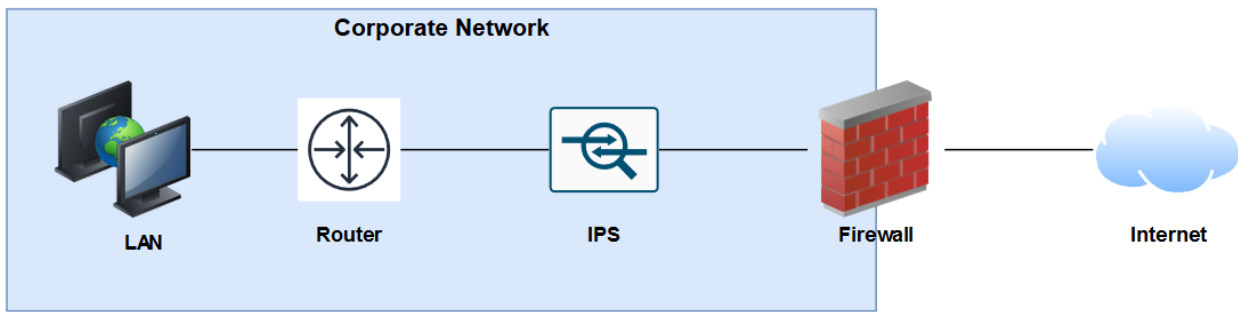 Corporate Network
LAN
Router
IPS
Firewall
Internet